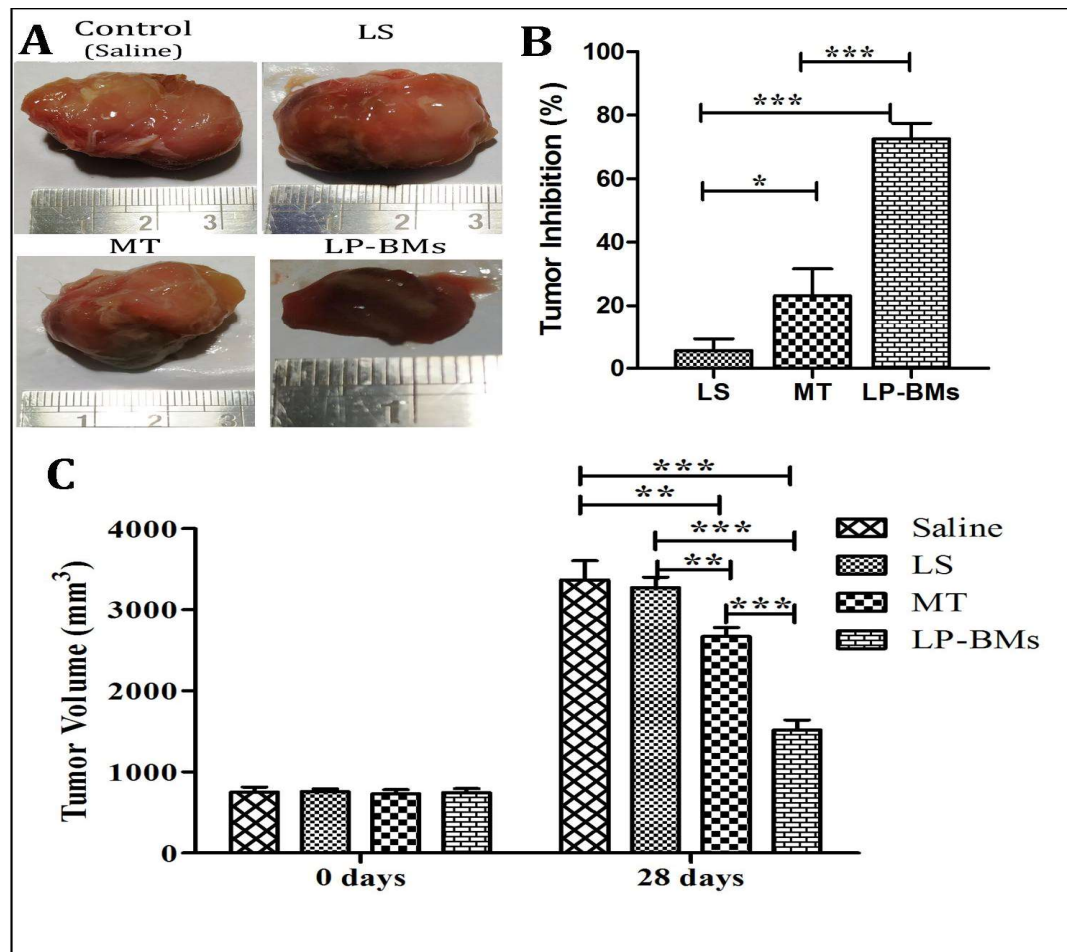 A
Control
(Saline)
LS
2 3
2 3
MT
LP-BMs
1 2 3
1
B
Tumor Inhibition (%)
100
80
60
40
20
0
***
***
*
LS MT LP-BMs
C
Tumor Volume (mm³)
4000
3000
2000
1000
0
***
**
***
**
***
0 days 28 days
Saline
LS
MT
LP-BMs